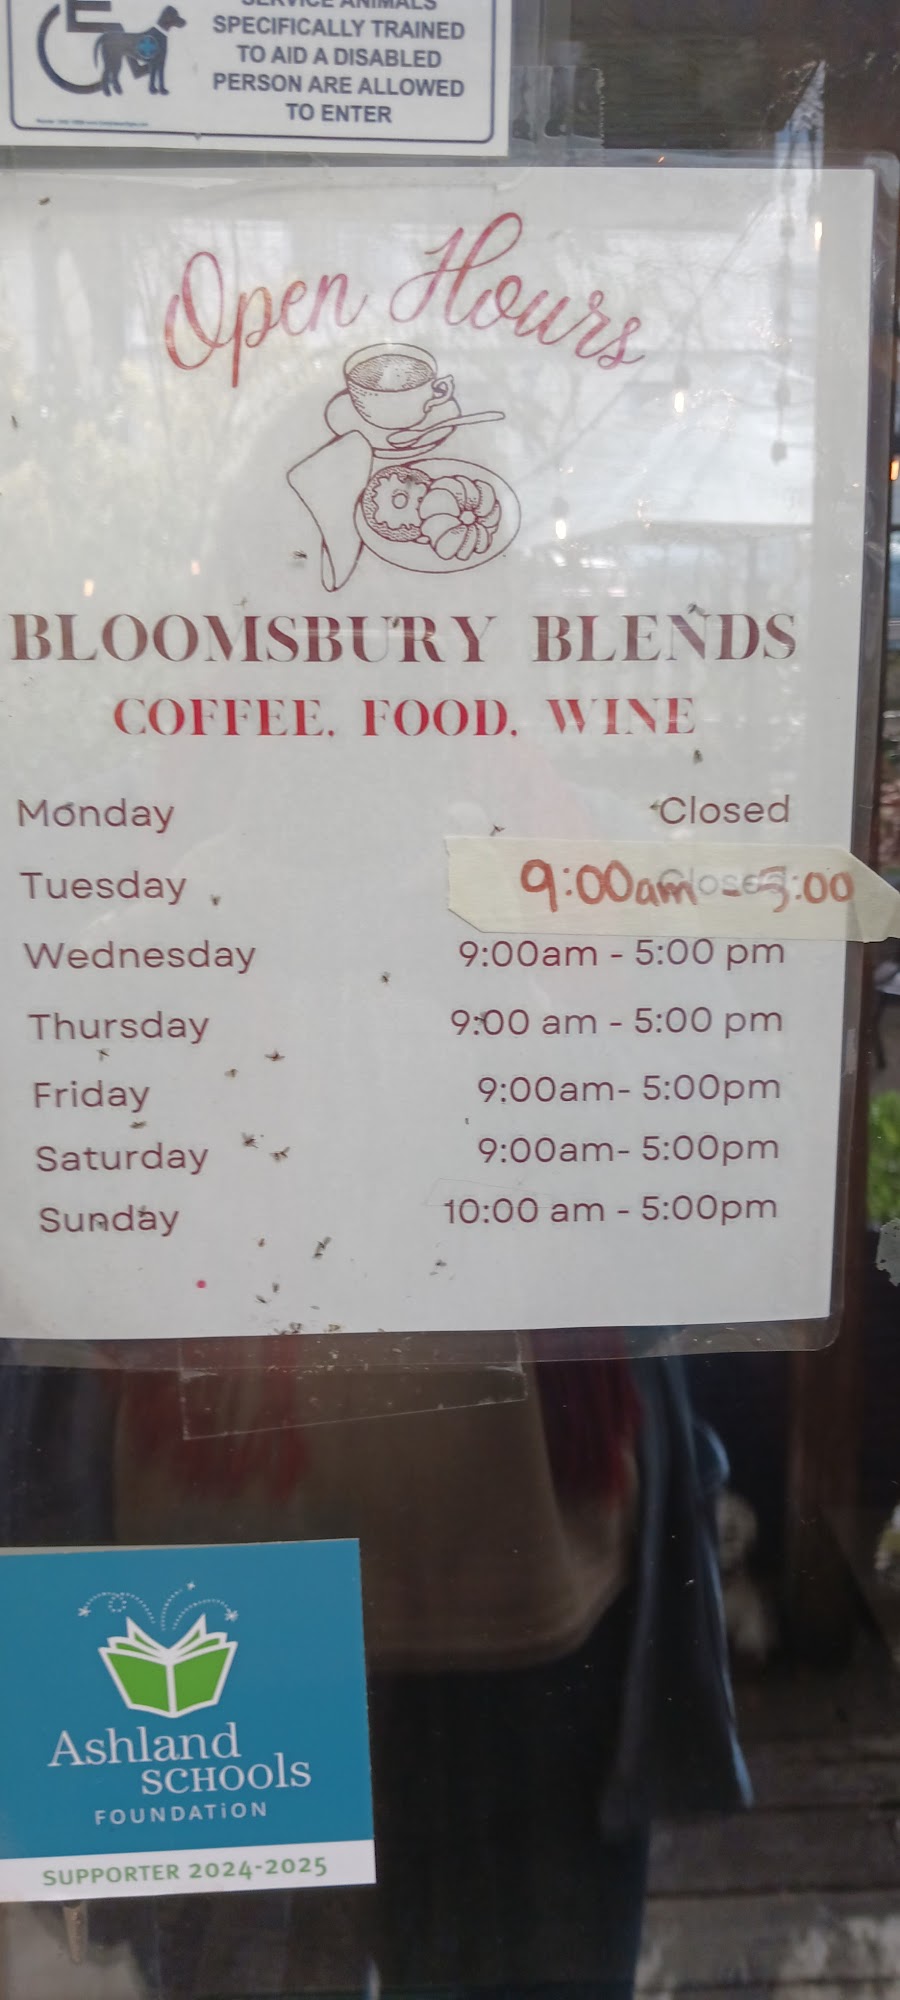 SERVICE ANIMALS
SPECIFICALLY TRAINED
TO AID A DISABLED
PERSON ARE ALLOWED
TO ENTER
Open Hours
BLOOMSBURY BLENDS
COFFEE. FOOD. WINE
Monday Closed
Tuesday 9:00am - 5:00
Closed
Wednesday 9:00am - 5:00 pm
Thursday 9:00 am - 5:00 pm
Friday 9:00am- 5:00pm
Saturday 9:00am- 5:00pm
Sunday 10:00 am - 5:00pm
Ashland
SCHOOLS
FOUNDATION
SUPPORTER 2024-2025